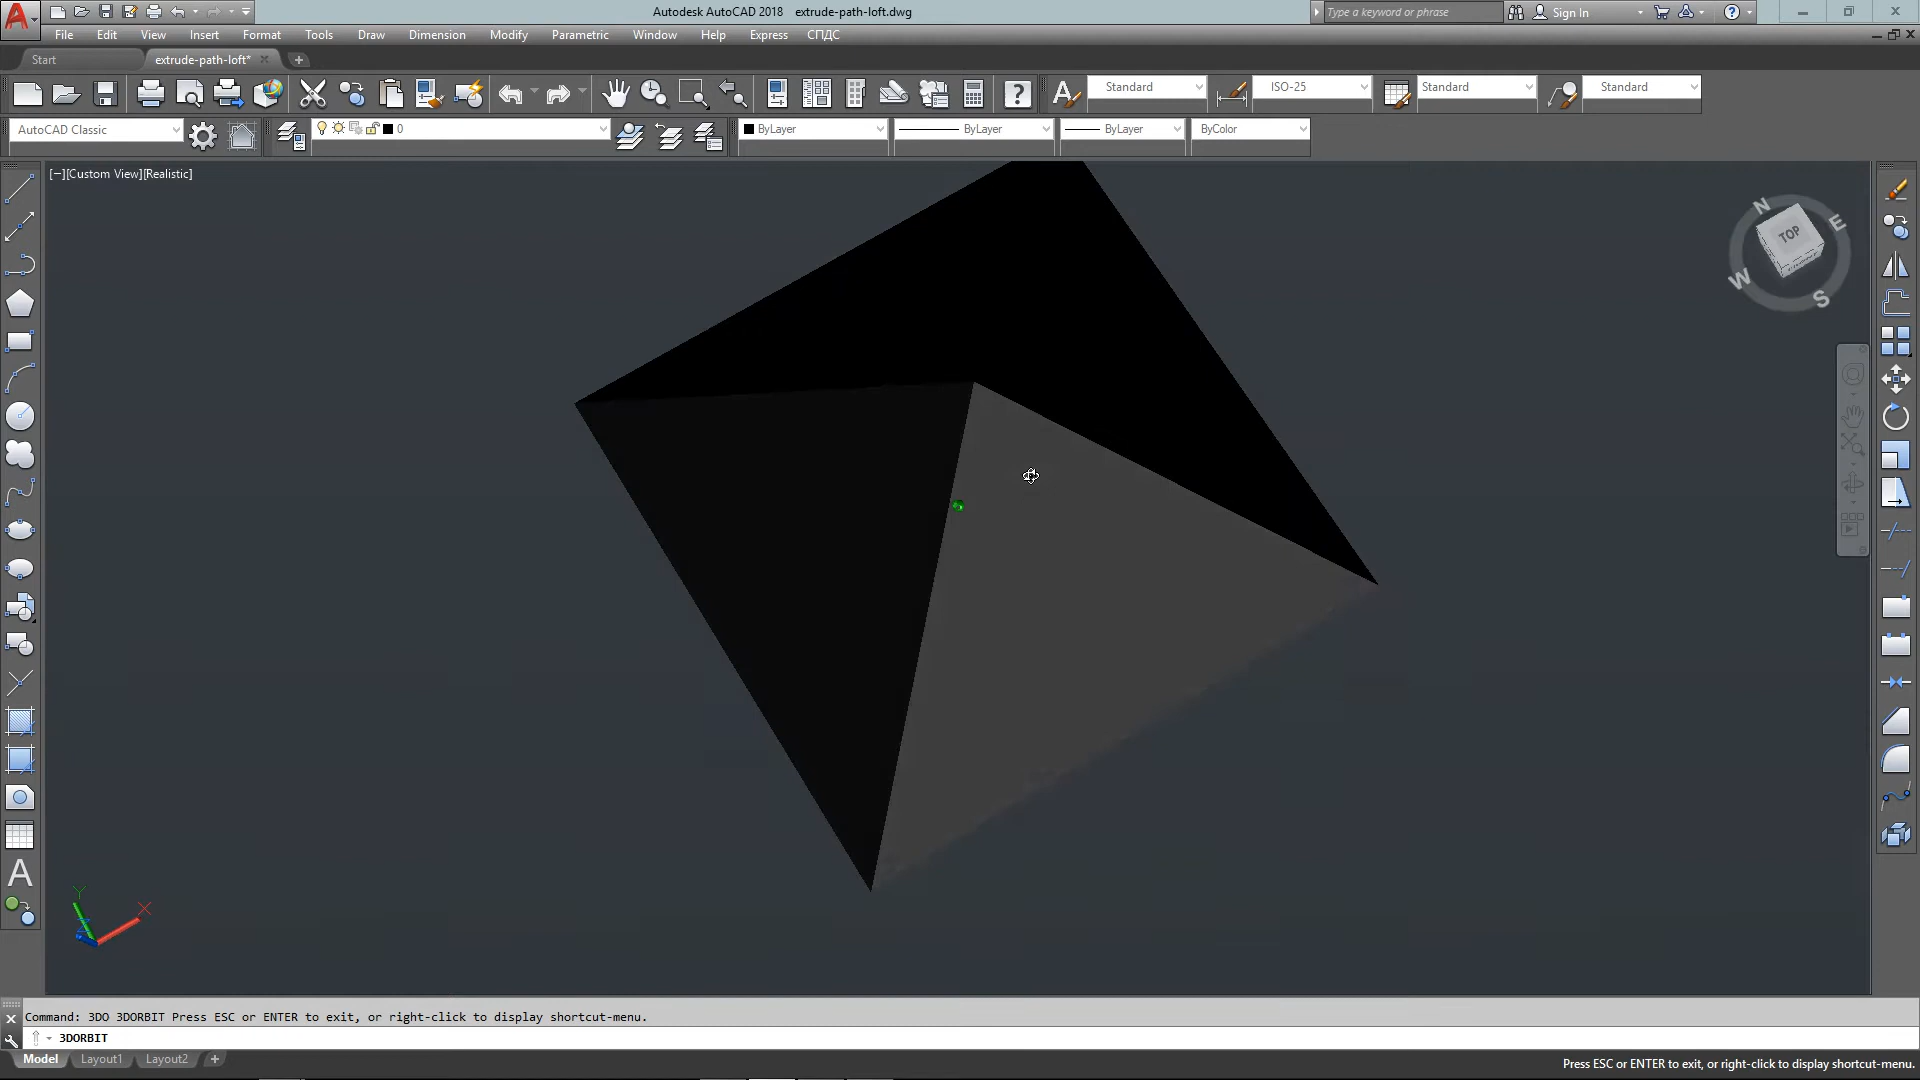 Autodesk AutoCAD 2018 extrude-path-loft.dwg
Type a keyword or phrase
Sign In
File Edit View Insert Format Tools Draw Dimension Modify Parametric Window Help Express СПДС
Start
extrude-path-loft*
Standard
ISO-25
Standard
Standard
AutoCAD Classic
0
ByLayer
ByLayer
ByLayer
ByColor
[−][Custom View][Realistic]
N
E
TOP
W
S
Y
X
A
Command: 3DO 3DORBIT Press ESC or ENTER to exit, or right-click to display shortcut-menu.
3DORBIT
Model Layout1 Layout2
Press ESC or ENTER to exit, or right-click to display shortcut-menu.